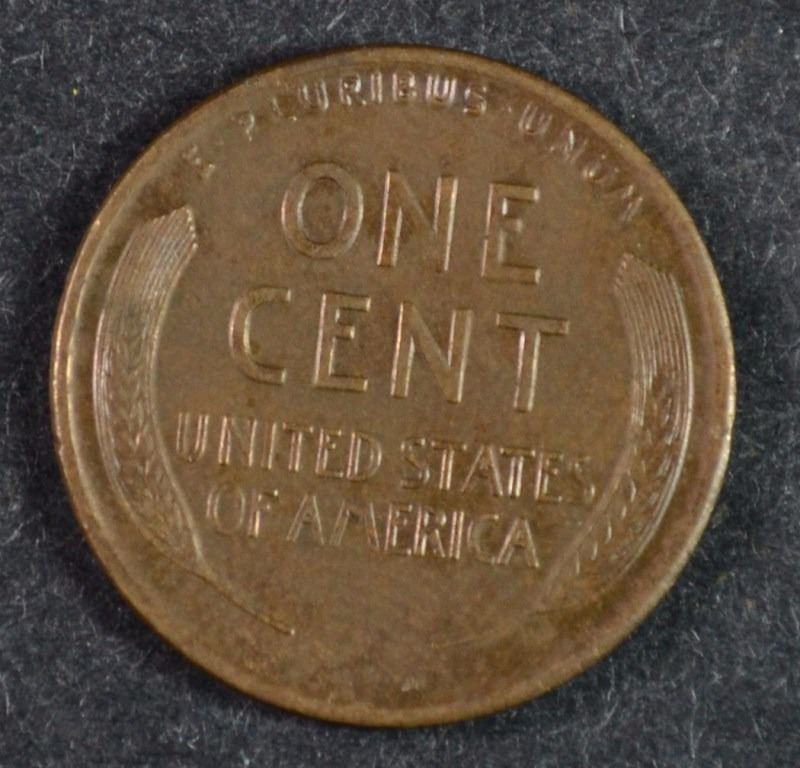 E · PLURIBUS · UNUM
ONE
CENT
UNITED STATES
OF AMERICA